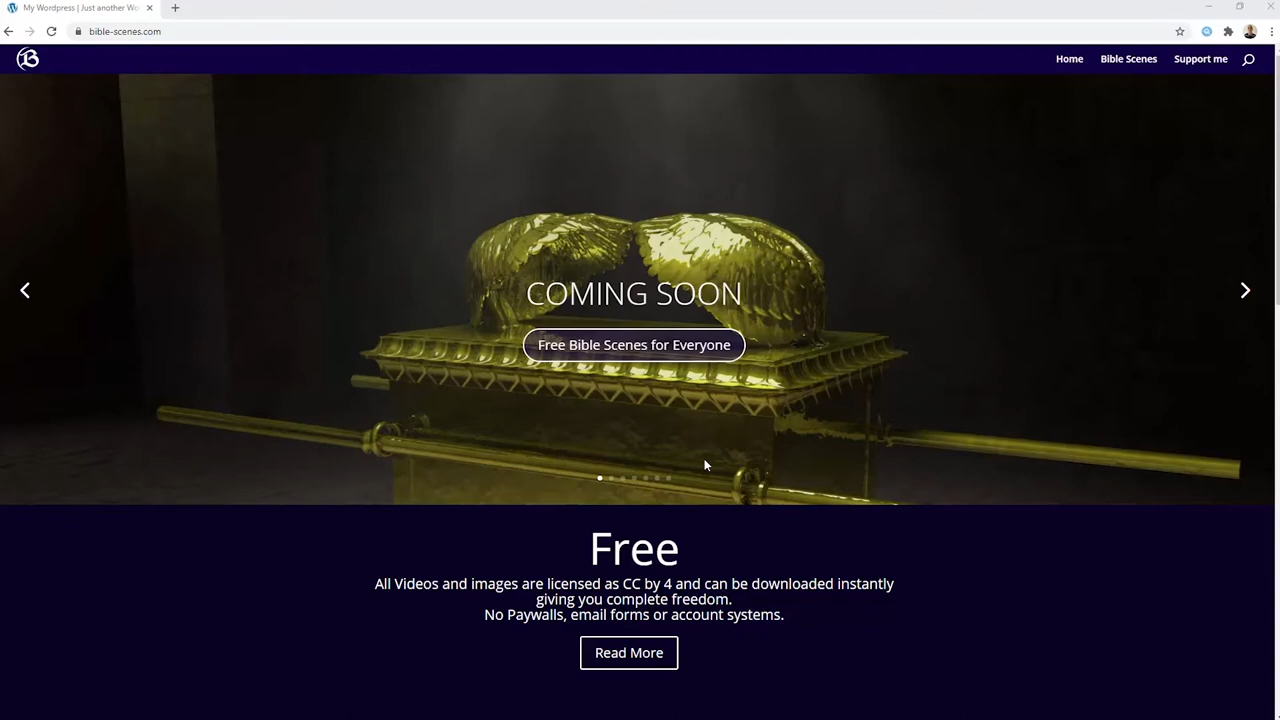 My Wordpress | Just another Wo
bible-scenes.com
Home
Bible Scenes
Support me
COMING SOON
Free Bible Scenes for Everyone
Free
All Videos and images are licensed as CC by 4 and can be downloaded instantly
giving you complete freedom.
No Paywalls, email forms or account systems.
Read More